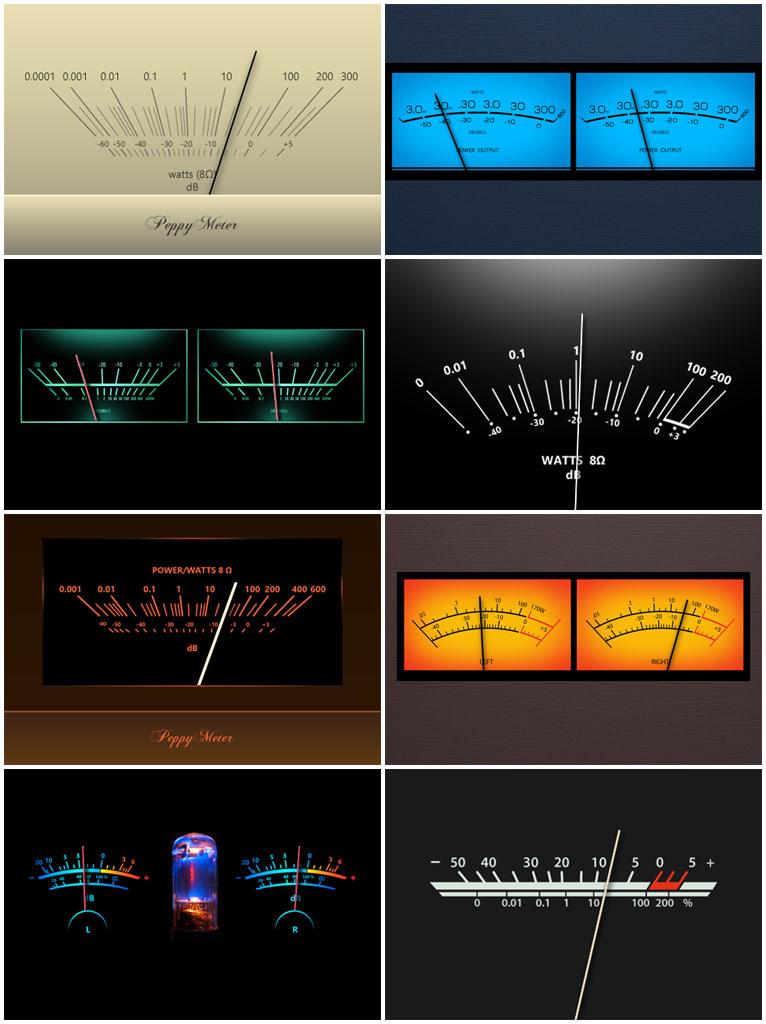 0.0001 0.001 0.01 0.1 1 10 100 200 300
-60 -50 -40 -30 -20 -10 0 +5
watts (8Ω)
dB
Peppy Meter
WATTS
3.0 30 .30 3.0 30 300 600
-50 -40 -30 -20 -10 0
DECIBELS
POWER OUTPUT
WATTS
3.0 30 .30 3.0 30 300 600
-50 -40 -30 -20 -10 0
DECIBELS
POWER OUTPUT
-50 -40 -20 -10 -3 0 +3
-50 -40 -20 -10 -3 0 +3
0 0.01 0.1 1 10 100 200
-40 -30 -20 -10 0 +3
WATTS 8Ω
dB
POWER/WATTS 8 Ω
0.001 0.01 0.1 1 10 100 200 400 600
∞ -50 -40 -30 -20 -10 -3 0 +3
dB
Peppy Meter
.01 .1 1 10 100 170W
-40 -30 -20 -10 0 +5
LEFT
.01 .1 1 10 100 170W
-40 -30 -20 -10 0 +5
RIGHT
20 10 5 3 0 3 6
- +
dB
L
20 10 5 3 0 3 6
- +
dB
R
− 50 40 30 20 10 5 0 5 +
0 0.01 0.1 1 10 100 200 %